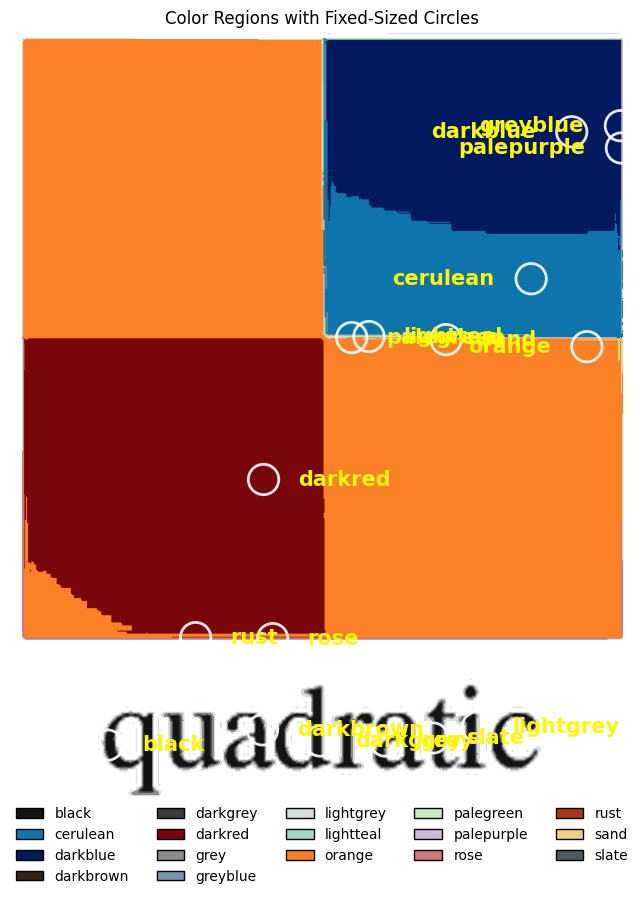 Color Regions with Fixed-Sized Circles
greyblue
darkblue
palepurple
cerulean
palegreen lightteal sand
orange
darkred
rust rose
quadratic
lightgrey
darkbrown
slate
black darkgrey grey
black darkgrey lightgrey palegreen rust
cerulean darkred lightteal palepurple sand
darkblue grey orange rose slate
darkbrown greyblue